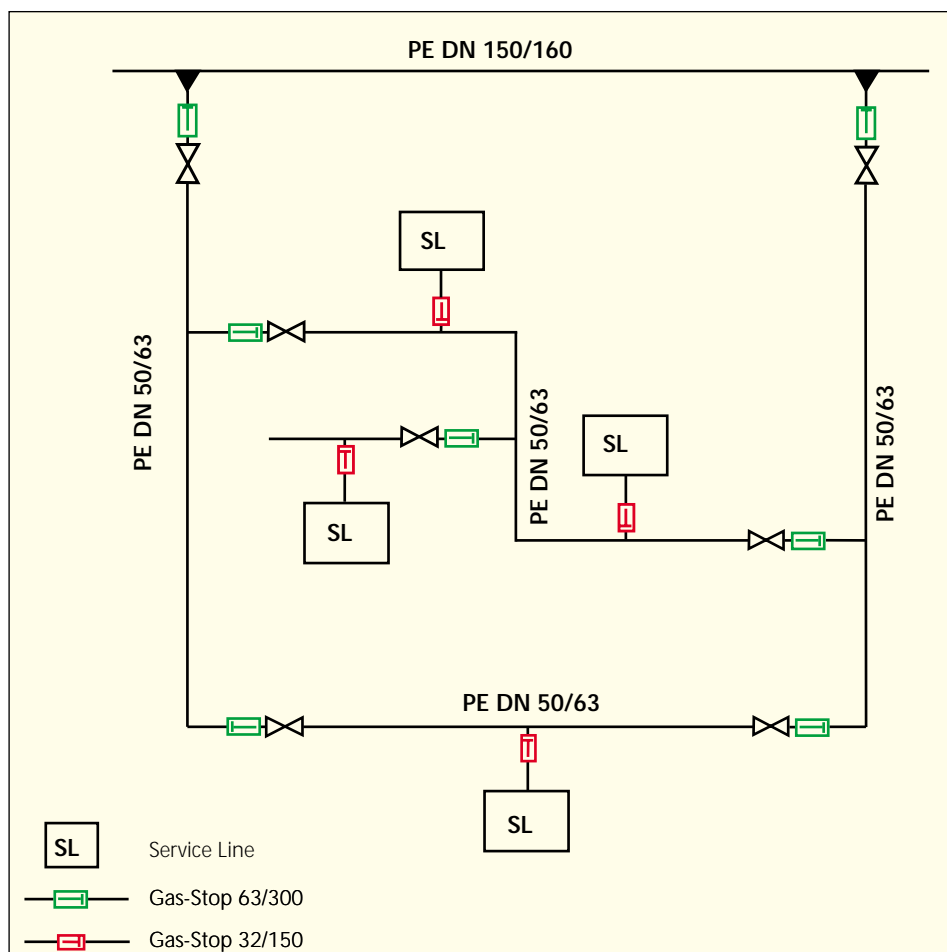 PE DN 150/160
SL
PE DN 50/63
PE DN 50/63
SL
PE DN 50/63
SL
PE DN 50/63
SL
SL Service Line
Gas-Stop 63/300
Gas-Stop 32/150